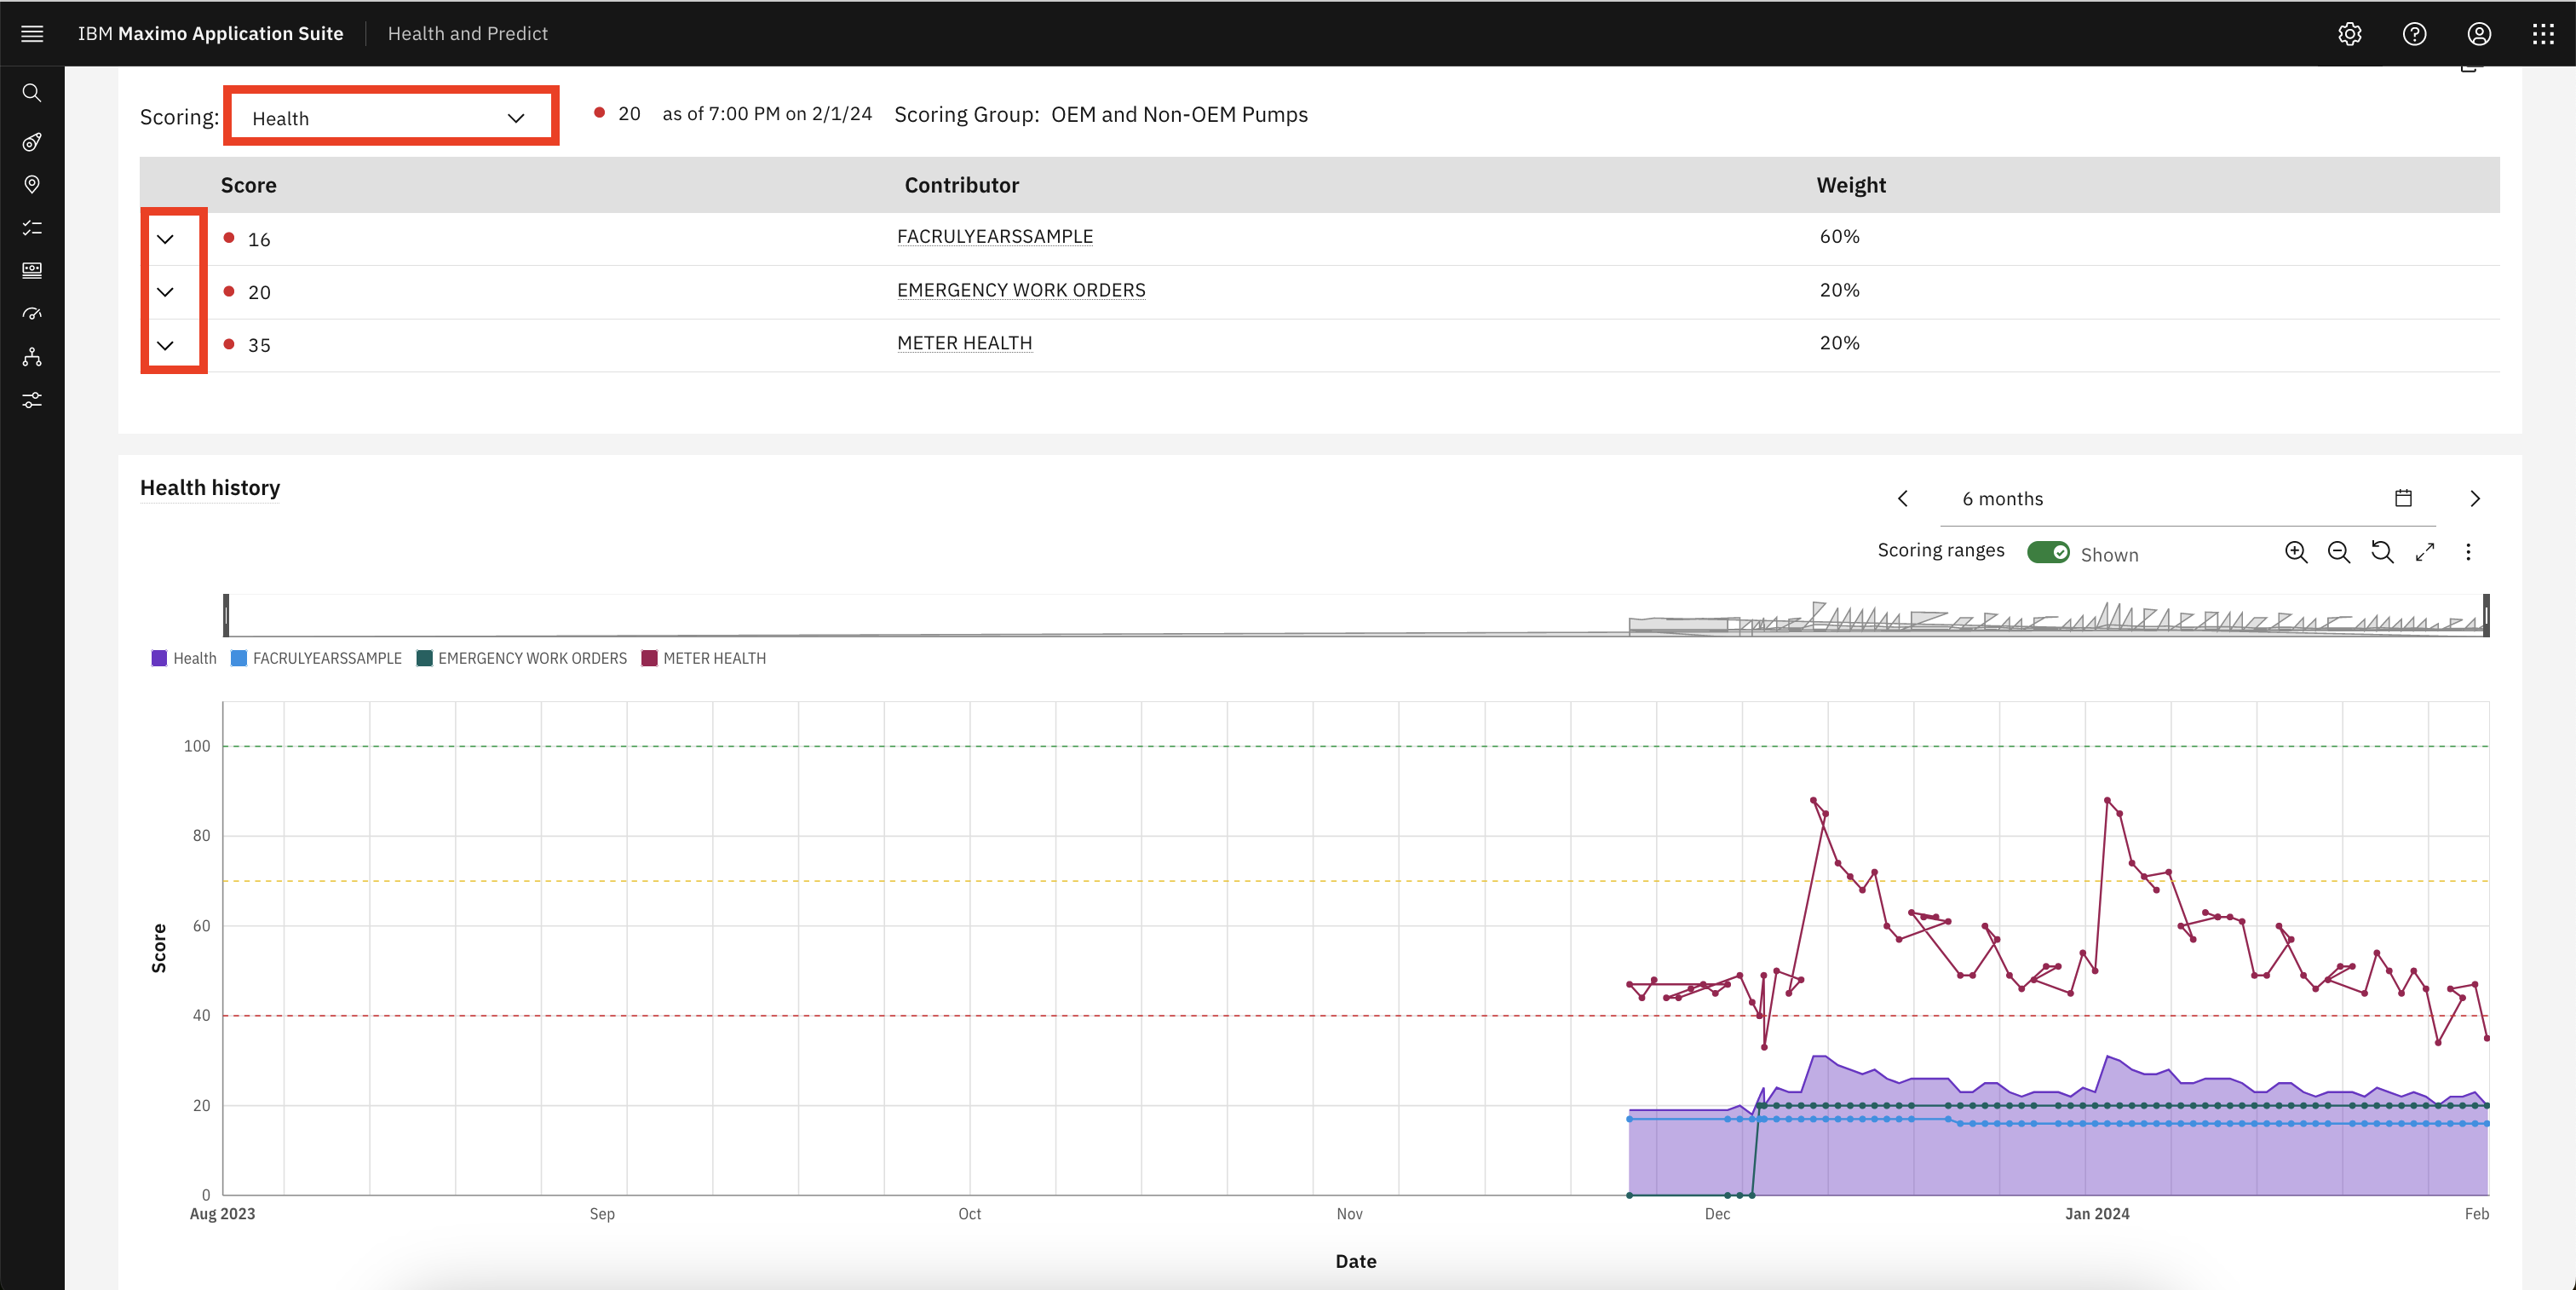 IBM Maximo Application Suite Health and Predict
Scoring: Health 20 as of 7:00 PM on 2/1/24 Scoring Group: OEM and Non-OEM Pumps
Score Contributor Weight
16 FACRULYEARSSAMPLE 60%
20 EMERGENCY WORK ORDERS 20%
35 METER HEALTH 20%
Health history
6 months
Scoring ranges Shown
Health FACRULYEARSSAMPLE EMERGENCY WORK ORDERS METER HEALTH
100
80
60
40
20
0
Score
Aug 2023 Sep Oct Nov Dec Jan 2024 Feb
Date